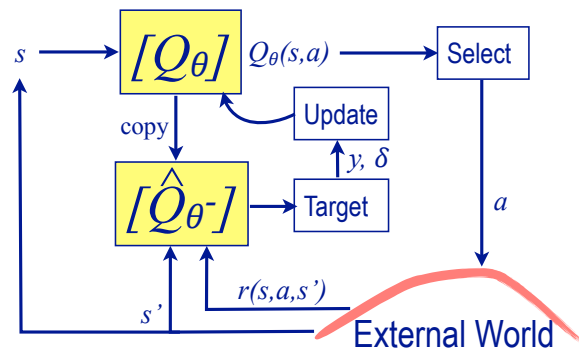 s
[Qθ]
Qθ(s,a)
Select
copy
Update
y, δ
[Q̂θ-]
Target
a
r(s,a,s')
s'
External World